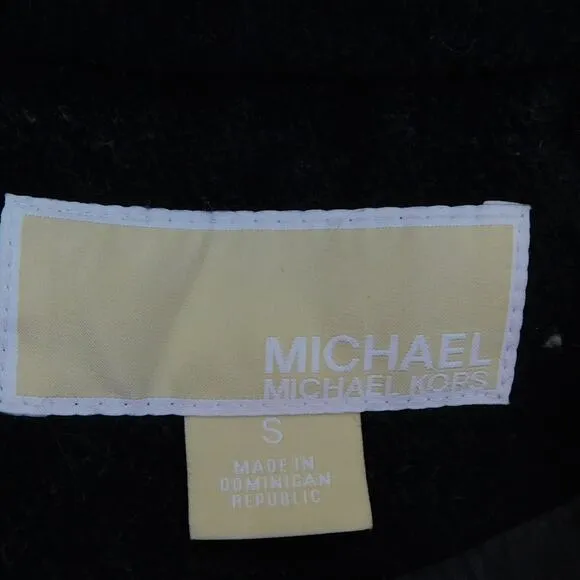 MICHAEL
MICHAEL KORS
S
MADE IN
DOMINICAN
REPUBLIC